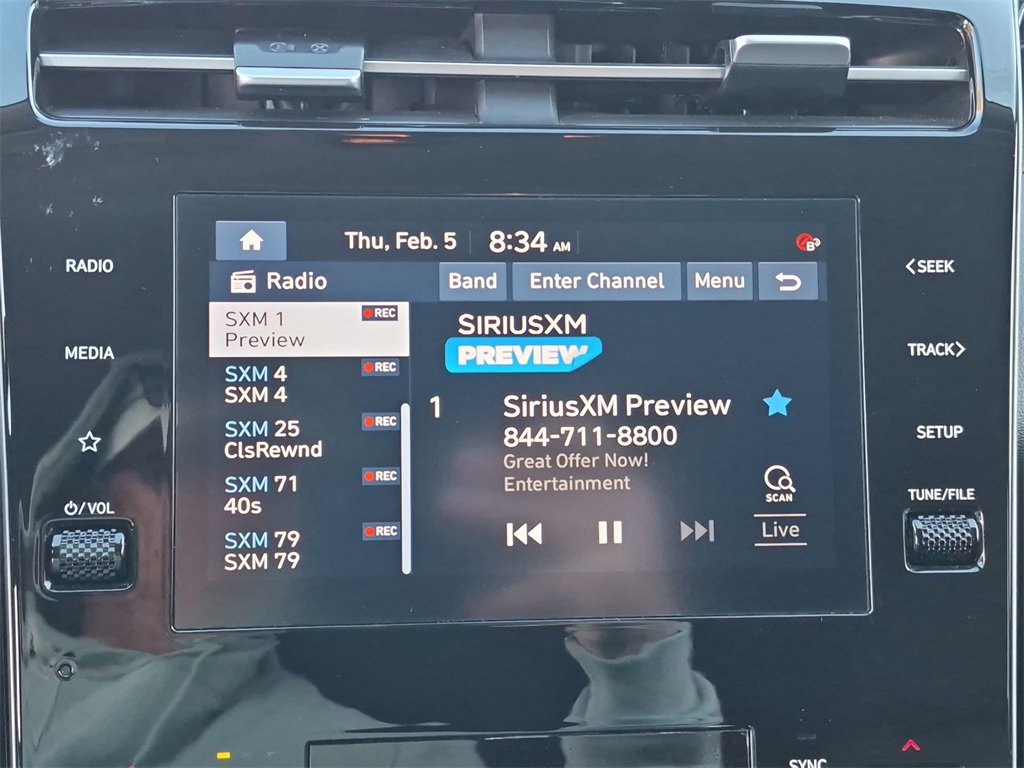 Thu, Feb. 5 8:34 AM
B
RADIO
Radio
Band
Enter Channel
Menu
SEEK
SXM 1
REC
Preview
SIRIUSXM
PREVIEW
MEDIA
TRACK
SXM 4
REC
SXM 4
1 SiriusXM Preview
844-711-8800
Great Offer Now!
Entertainment
SXM 25
REC
ClsRewnd
SETUP
SXM 71
REC
40s
SCAN
/VOL
TUNE/FILE
SXM 79
REC
SXM 79
Live
SYNC